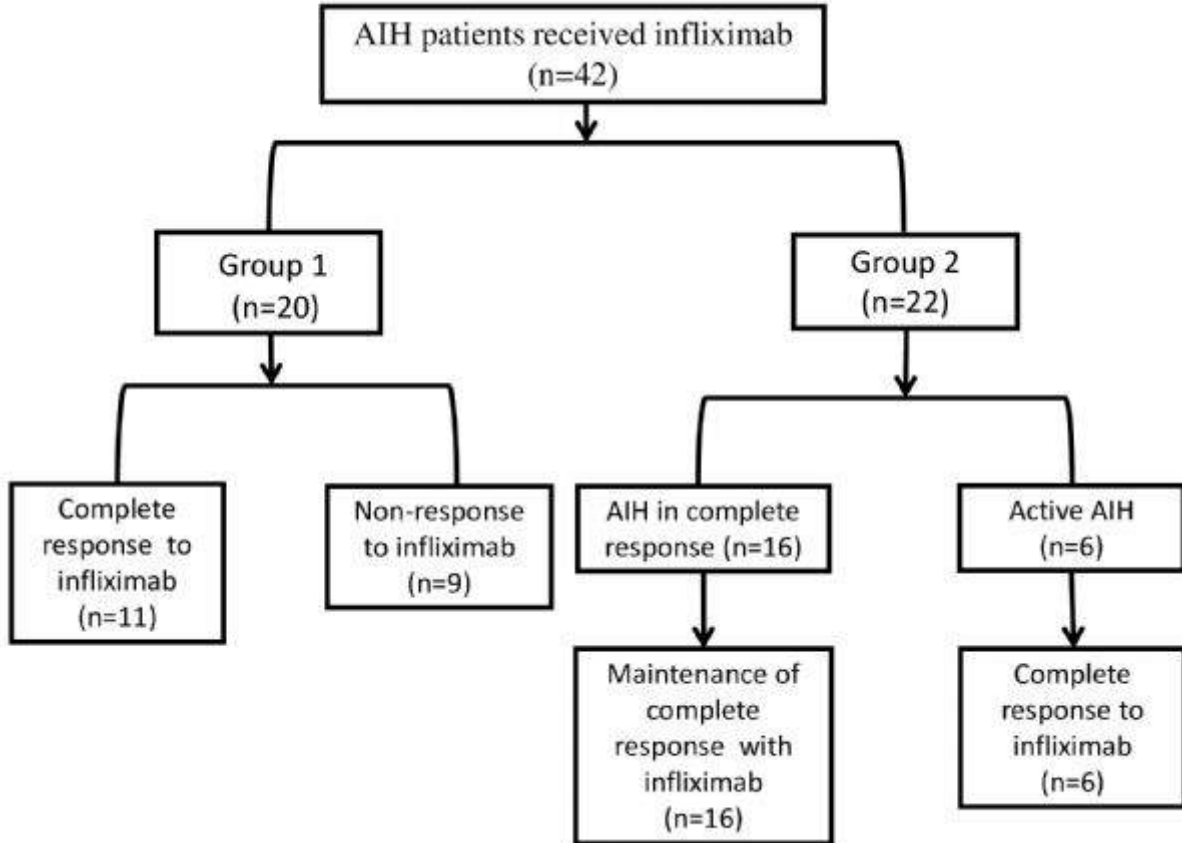 AIH patients received infliximab
(n=42)
Group 1
(n=20)
Group 2
(n=22)
Complete
response to
infliximab
(n=11)
Non-response
to infliximab
(n=9)
AIH in complete
response (n=16)
Active AIH
(n=6)
Maintenance of
complete
response with
infliximab
(n=16)
Complete
response to
infliximab
(n=6)